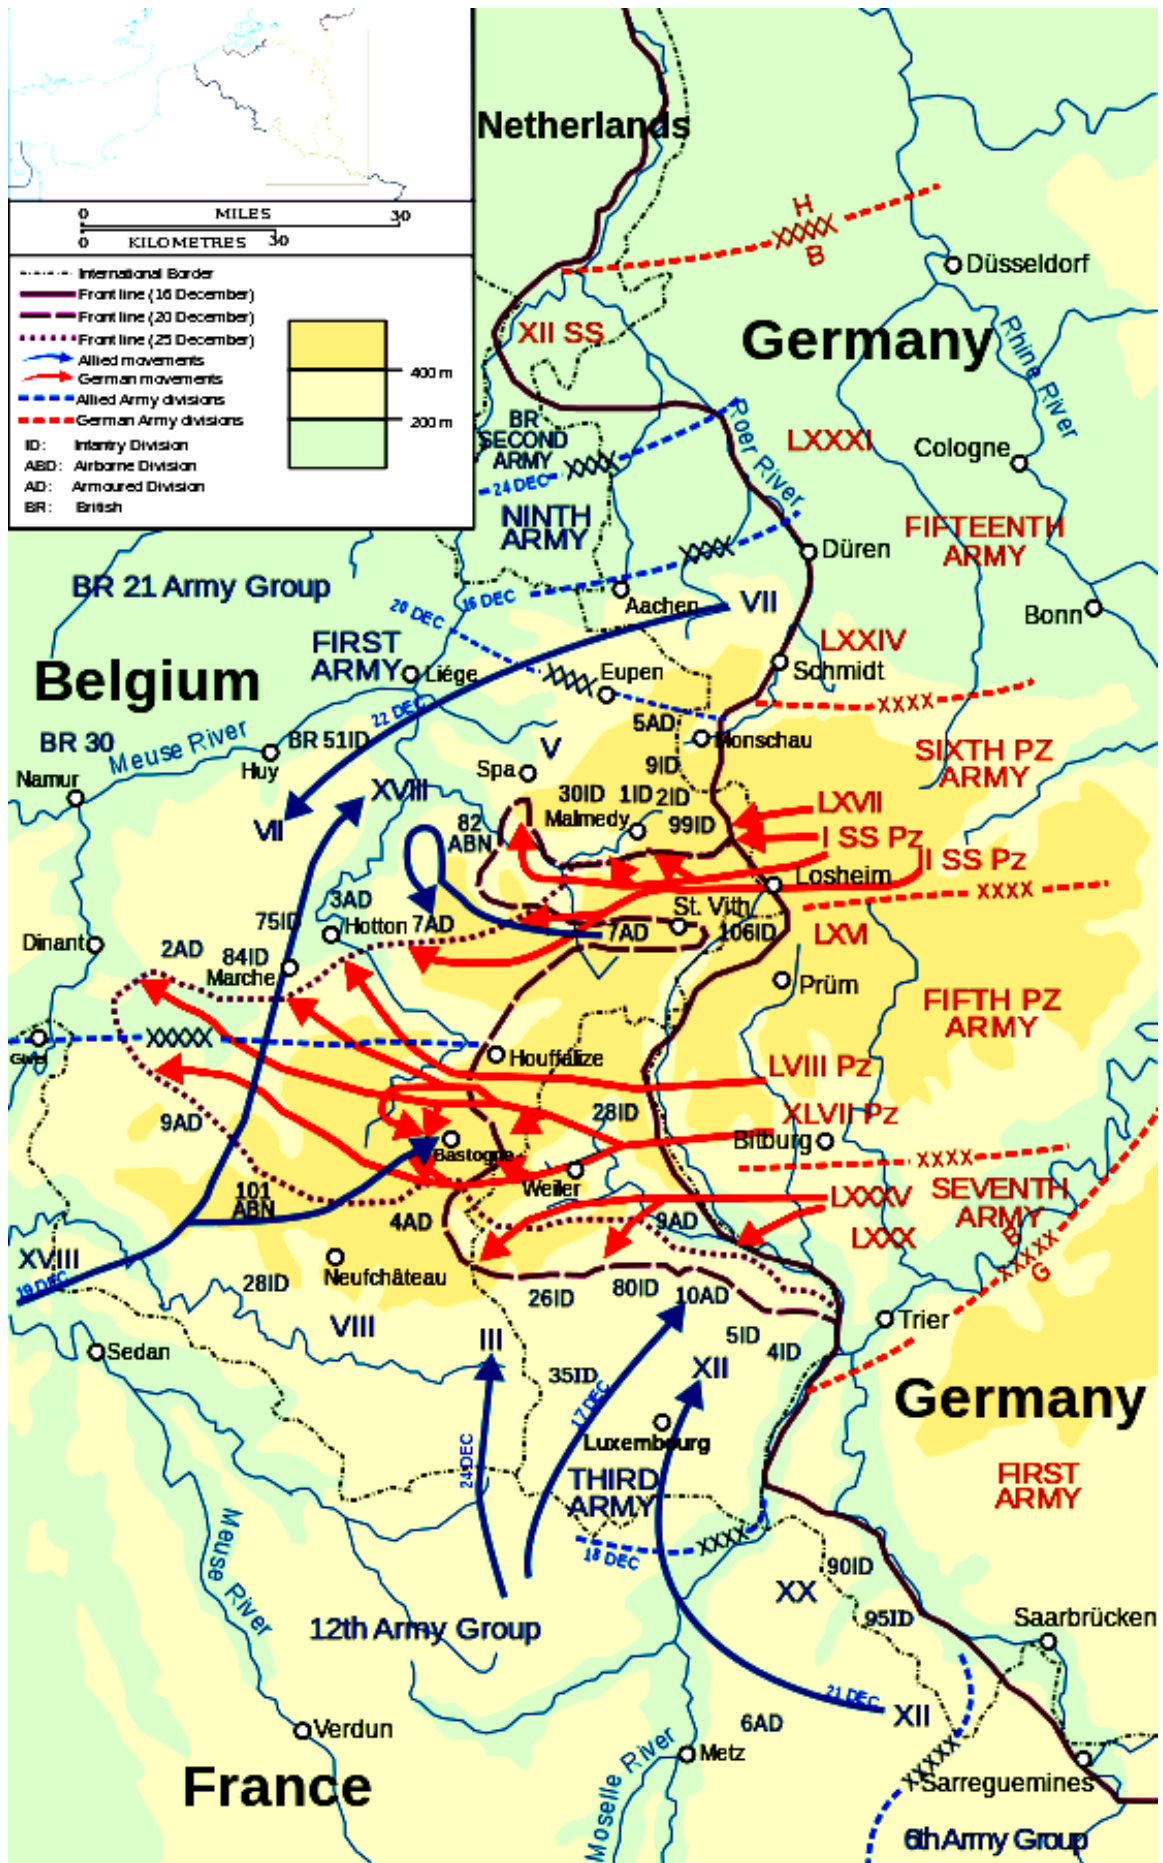 0 MILES 30
0 KILOMETRES 30
International Border
Front line (16 December)
Front line (20 December)
Front line (25 December)
Allied movements
German movements
Allied Army divisions
German Army divisions
ID: Infantry Division
ABD: Airborne Division
AD: Armoured Division
BR: British
400 m
200 m
Netherlands
H
XXXXX
B
Düsseldorf
XII SS
Germany
Rhine River
BR
SECOND
ARMY
XXXX
24 DEC
Roer River
LXXXI
Cologne
NINTH
ARMY
FIFTEENTH
ARMY
XXXX
Düren
BR 21 Army Group
16 DEC
20 DEC
Aachen
VII
Bonn
FIRST
ARMY
LXXIV
Belgium
Liége
XXXX
Eupen
Schmidt
22 DEC
XXXX
BR 30
Meuse River
BR 51ID
5AD
Monschau
SIXTH PZ
ARMY
Namur
Huy
V
Spa
9ID
XVIII
30ID
1ID
2ID
LXVII
VII
82
ABN
Malmedy
99ID
I SS Pz
II SS Pz
Losheim
XXXX
3AD
St. Vith
75ID
Hotton
7AD
7AD
106ID
LXVI
Dinant
2AD
84ID
Marche
Prüm
FIFTH PZ
ARMY
XXXXX
Givet
Houffalize
LVIII Pz
9AD
28ID
XLVII Pz
Bitburg
Bastogne
XXXX
Weiler
101
ABN
4AD
9AD
LXXXV
SEVENTH
ARMY
LXXX
B
XXXXX
G
XVIII
19 DEC
Neufchâteau
28ID
26ID
80ID
10AD
Trier
VIII
III
5ID
4ID
Sedan
XII
35ID
17 DEC
Germany
Luxembourg
24 DEC
THIRD
ARMY
FIRST
ARMY
XXXX
18 DEC
Meuse River
90ID
XX
12th Army Group
95ID
Saarbrücken
21 DEC
XII
6AD
Verdun
Metz
Moselle River
XXXXX
Sarreguemines
France
6th Army Group